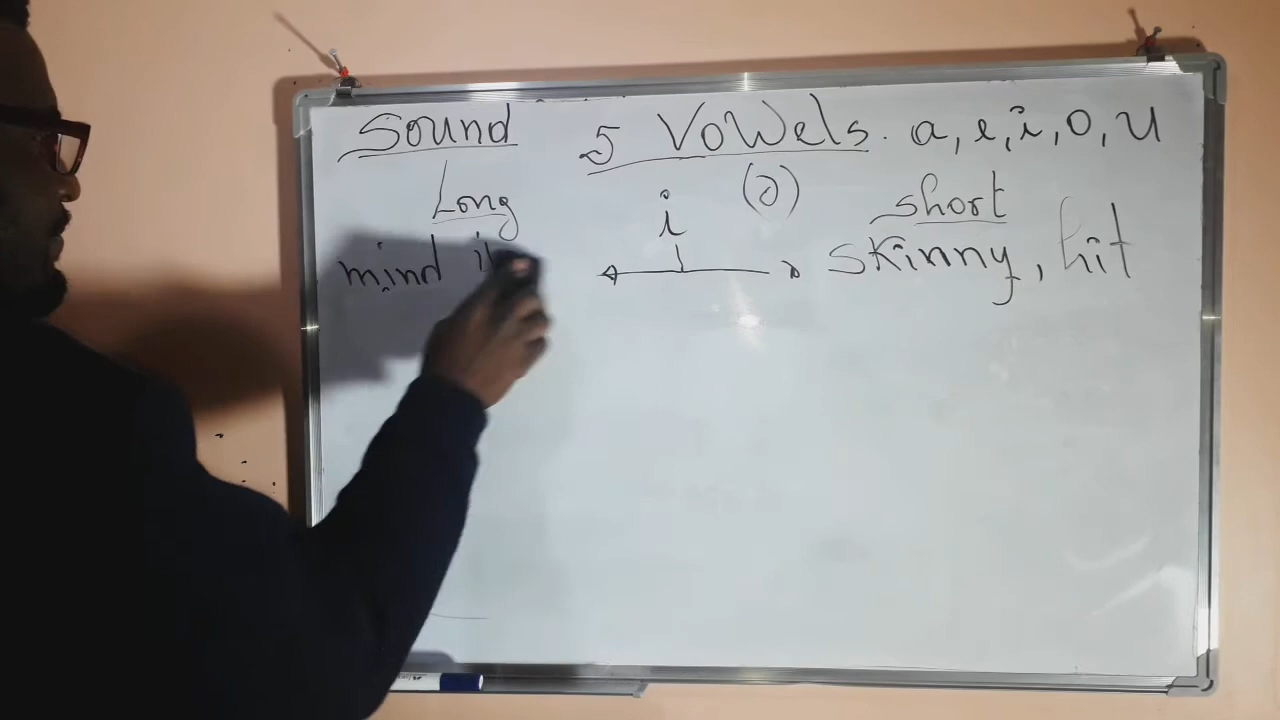 Sound 5 Vowels. a, e, i, o, u
Long i (2) short
mind skinny, hit